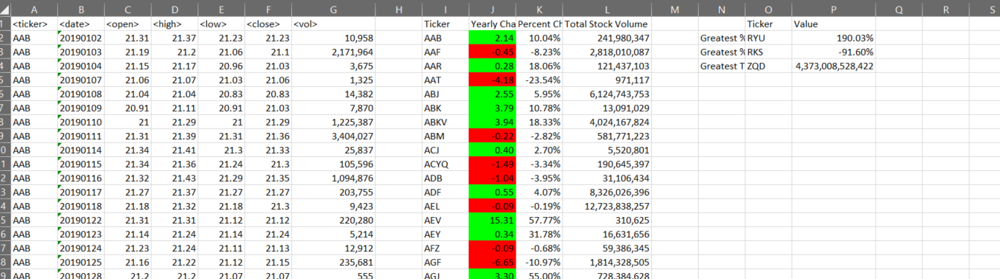 A B C D E F G H I J K L M N O P Q R S
1 <ticker> <date> <open> <high> <low> <close> <vol> Ticker Yearly Cha Percent Ch Total Stock Volume Ticker Value
2 AAB 20190102 21.31 21.37 21.23 21.23 10,958 AAB 2.14 10.04% 241,980,347 Greatest % RYU 190.03%
3 AAB 20190103 21.19 21.2 21.06 21.1 2,171,964 AAF -0.45 -8.23% 2,818,010,087 Greatest % RKS -91.60%
4 AAB 20190104 21.15 21.17 20.96 21.03 3,675 AAR 0.28 18.06% 121,437,103 Greatest T ZQD 4,373,008,528,422
5 AAB 20190107 21.06 21.07 21.03 21.06 1,325 AAT -4.18 -23.54% 971,117
6 AAB 20190108 21.04 21.04 20.83 20.83 14,382 ABJ 2.55 5.95% 6,124,743,753
7 AAB 20190109 20.91 21.11 20.91 21.03 7,870 ABK 3.79 10.78% 13,091,029
8 AAB 20190110 21 21.29 21 21.29 1,225,387 ABKV 3.94 18.33% 4,024,167,824
9 AAB 20190111 21.31 21.39 21.31 21.36 3,404,027 ABM -0.22 -2.82% 581,771,223
0 AAB 20190114 21.34 21.41 21.3 21.33 25,837 ACJ 0.40 2.70% 5,520,801
1 AAB 20190115 21.34 21.36 21.24 21.3 105,596 ACYQ -1.49 -3.34% 190,645,397
2 AAB 20190116 21.32 21.43 21.29 21.35 1,094,876 ADB -1.04 -3.95% 31,106,434
3 AAB 20190117 21.27 21.37 21.27 21.27 203,755 ADF 0.55 4.07% 8,326,026,396
4 AAB 20190118 21.18 21.32 21.18 21.3 9,423 AEL -0.09 -0.19% 12,723,838,257
5 AAB 20190122 21.31 21.31 21.12 21.12 220,280 AEV 15.31 57.77% 310,625
6 AAB 20190123 21.14 21.24 21.14 21.24 5,214 AEY 0.34 31.78% 16,631,656
7 AAB 20190124 21.23 21.24 21.11 21.13 12,912 AFZ -0.09 -0.68% 59,386,345
8 AAB 20190125 21.16 21.22 21.12 21.15 235,681 AGF -6.65 -10.97% 1,814,328,505
9 AAB 20190128 21.2 21.2 21.07 21.07 555 AGJ 3.30 55.00% 728,384,628